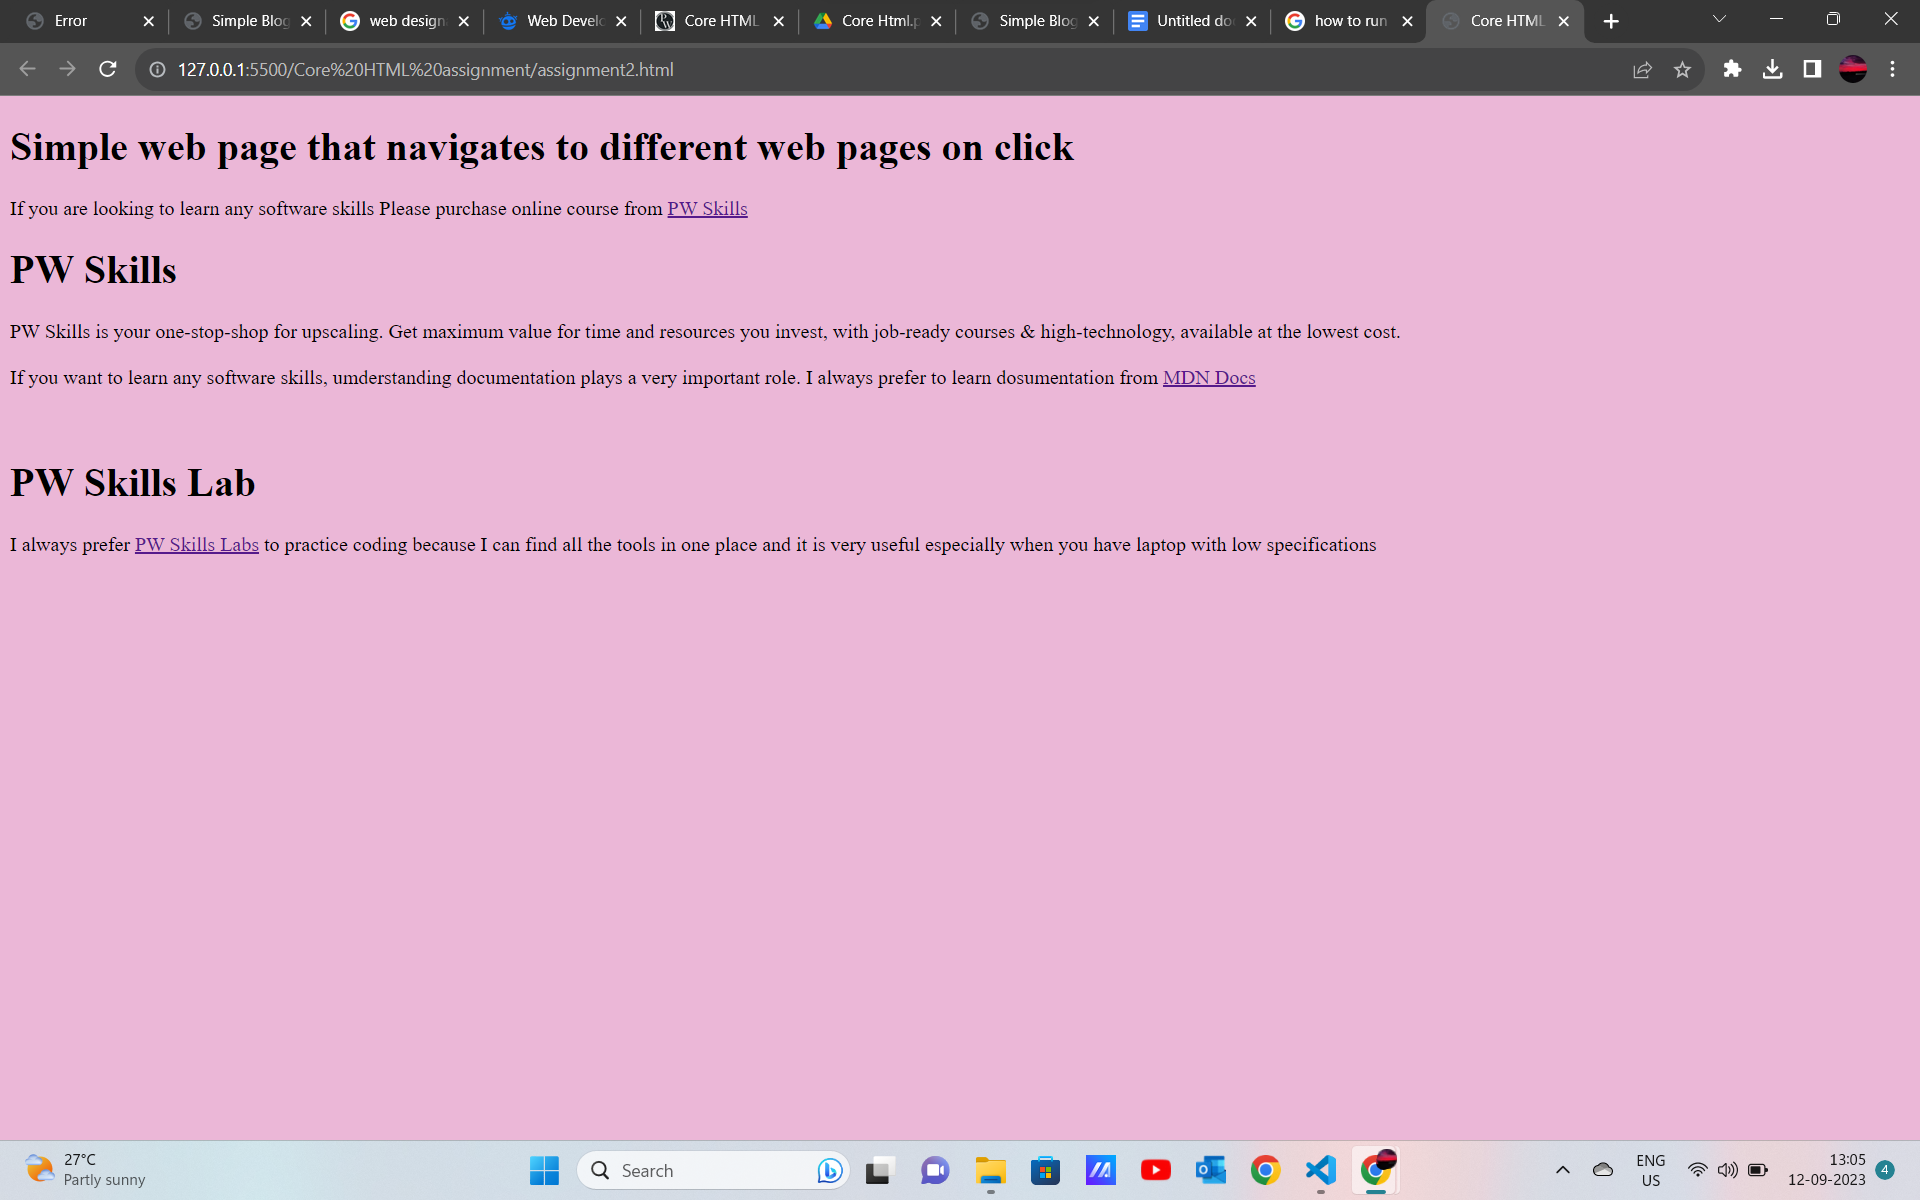 Error
Simple Blog
web design
Web Develo
Core HTML
Core Html.p
Simple Blog
Untitled do
how to run
Core HTML
127.0.0.1:5500/Core%20HTML%20assignment/assignment2.html
Simple web page that navigates to different web pages on click
If you are looking to learn any software skills Please purchase online course from PW Skills
PW Skills
PW Skills is your one-stop-shop for upscaling. Get maximum value for time and resources you invest, with job-ready courses & high-technology, available at the lowest cost.
If you want to learn any software skills, umderstanding documentation plays a very important role. I always prefer to learn dosumentation from MDN Docs
PW Skills Lab
I always prefer PW Skills Labs to practice coding because I can find all the tools in one place and it is very useful especially when you have laptop with low specifications
27°C
Partly sunny
Search
ENG
US
13:05
12-09-2023
4